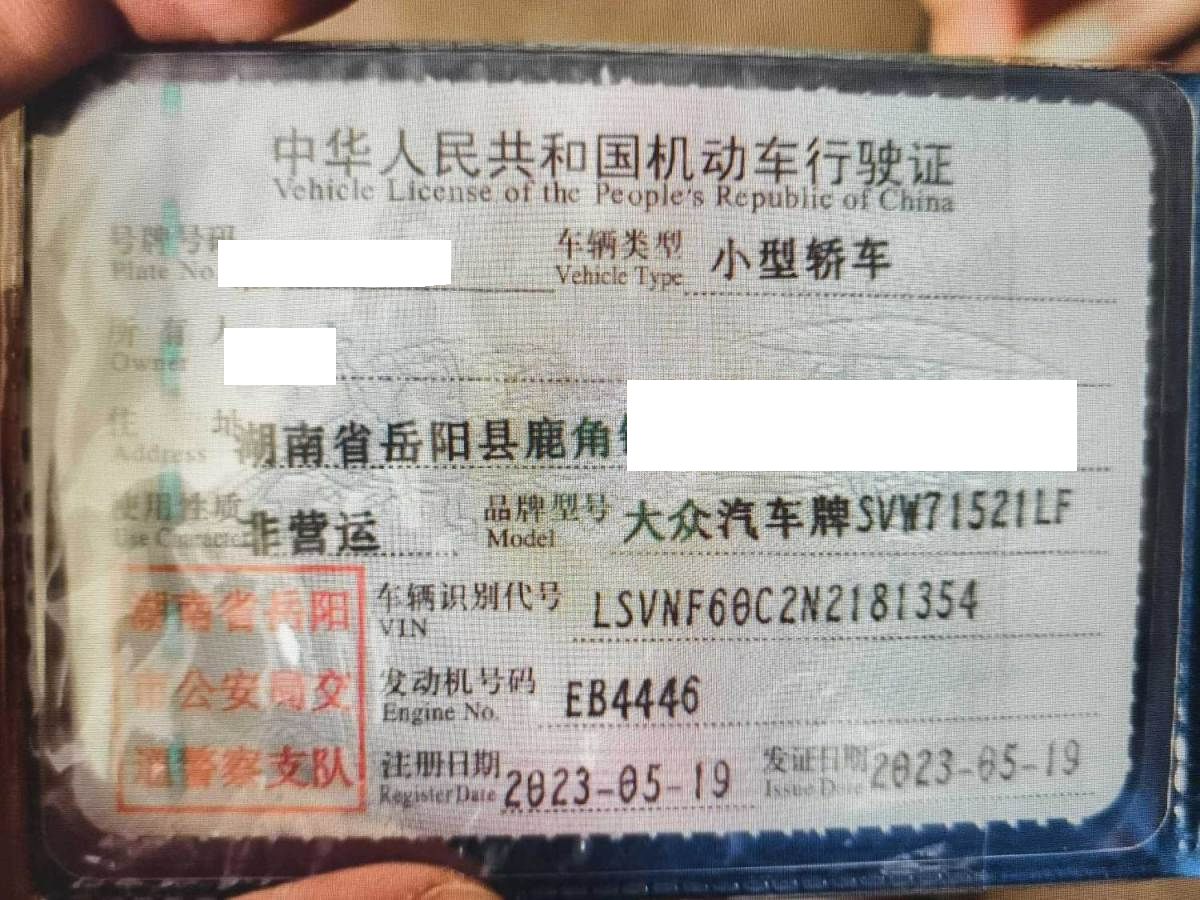 中华人民共和国机动车行驶证
Vehicle License of the People's Republic of China
号牌号码 车辆类型 小型轿车
Plate No. Vehicle Type
所有人
Owner
住址 湖南省岳阳县鹿角
Address
使用性质 非营运 品牌型号 大众汽车牌SVW71521LF
Use Character Model
车辆识别代号 LSVNF60C2N2181354
VIN
发动机号码 EB4446
Engine No.
注册日期 2023-05-19 发证日期 2023-05-19
Register Date Issue Date
湖南省岳阳
市公安局交
通警察支队